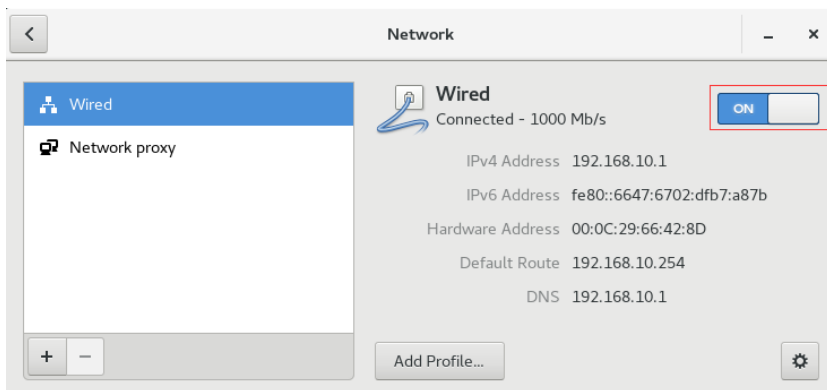 Network
Wired
Network proxy
Wired
Connected - 1000 Mb/s
ON
IPv4 Address 192.168.10.1
IPv6 Address fe80::6647:6702:dfb7:a87b
Hardware Address 00:0C:29:66:42:8D
Default Route 192.168.10.254
DNS 192.168.10.1
Add Profile...